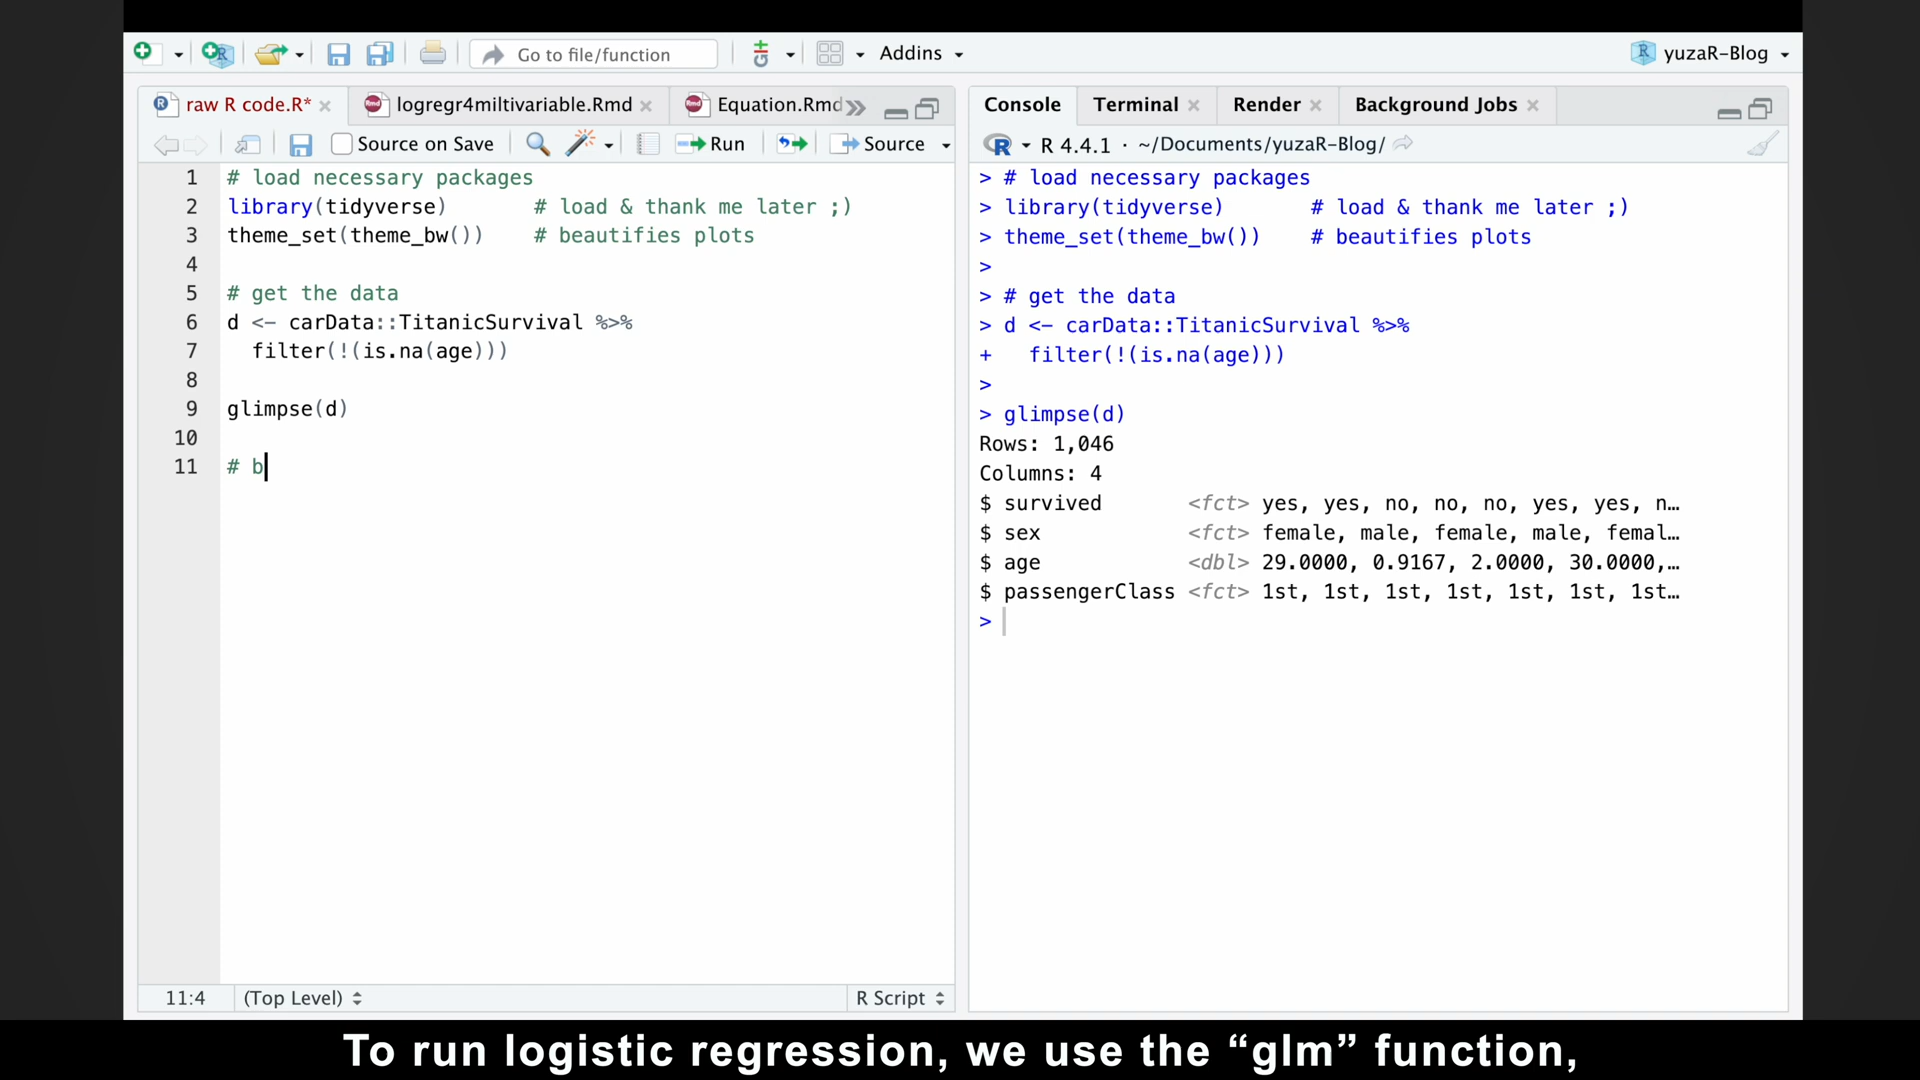 Go to file/function
Addins
yuzaR-Blog
raw R code.R*
logregr4miltivariable.Rmd
Equation.Rmd
Source on Save
Run
Source
1 # load necessary packages
2 library(tidyverse) # load & thank me later ;)
3 theme_set(theme_bw()) # beautifies plots
4
5 # get the data
6 d <- carData::TitanicSurvival %>%
7 filter(!(is.na(age)))
8
9 glimpse(d)
10
11 # b
11:4 (Top Level) R Script
Console Terminal Render Background Jobs
R 4.4.1 · ~/Documents/yuzaR-Blog/
> # load necessary packages
> library(tidyverse) # load & thank me later ;)
> theme_set(theme_bw()) # beautifies plots
>
> # get the data
> d <- carData::TitanicSurvival %>%
+ filter(!(is.na(age)))
>
> glimpse(d)
Rows: 1,046
Columns: 4
$ survived <fct> yes, yes, no, no, no, yes, yes, n…
$ sex <fct> female, male, female, male, femal…
$ age <dbl> 29.0000, 0.9167, 2.0000, 30.0000,…
$ passengerClass <fct> 1st, 1st, 1st, 1st, 1st, 1st, 1st…
>
To run logistic regression, we use the “glm” function,